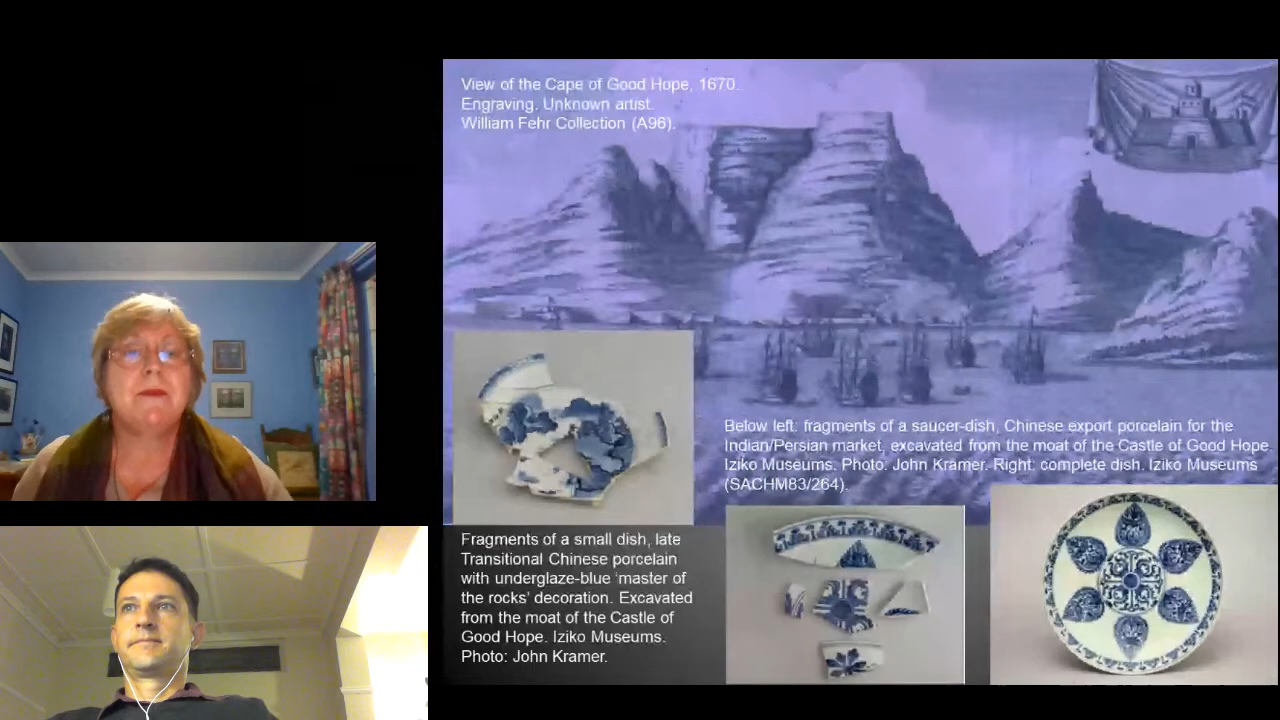 View of the Cape of Good Hope, 1670.
Engraving. Unknown artist.
William Fehr Collection (A96).
Below left: fragments of a saucer-dish, Chinese export porcelain for the
Indian/Persian market, excavated from the moat of the Castle of Good Hope.
Iziko Museums. Photo: John Kramer. Right: complete dish. Iziko Museums
(SACHM83/264).
Fragments of a small dish, late
Transitional Chinese porcelain
with underglaze-blue 'master of
the rocks' decoration. Excavated
from the moat of the Castle of
Good Hope. Iziko Museums.
Photo: John Kramer.